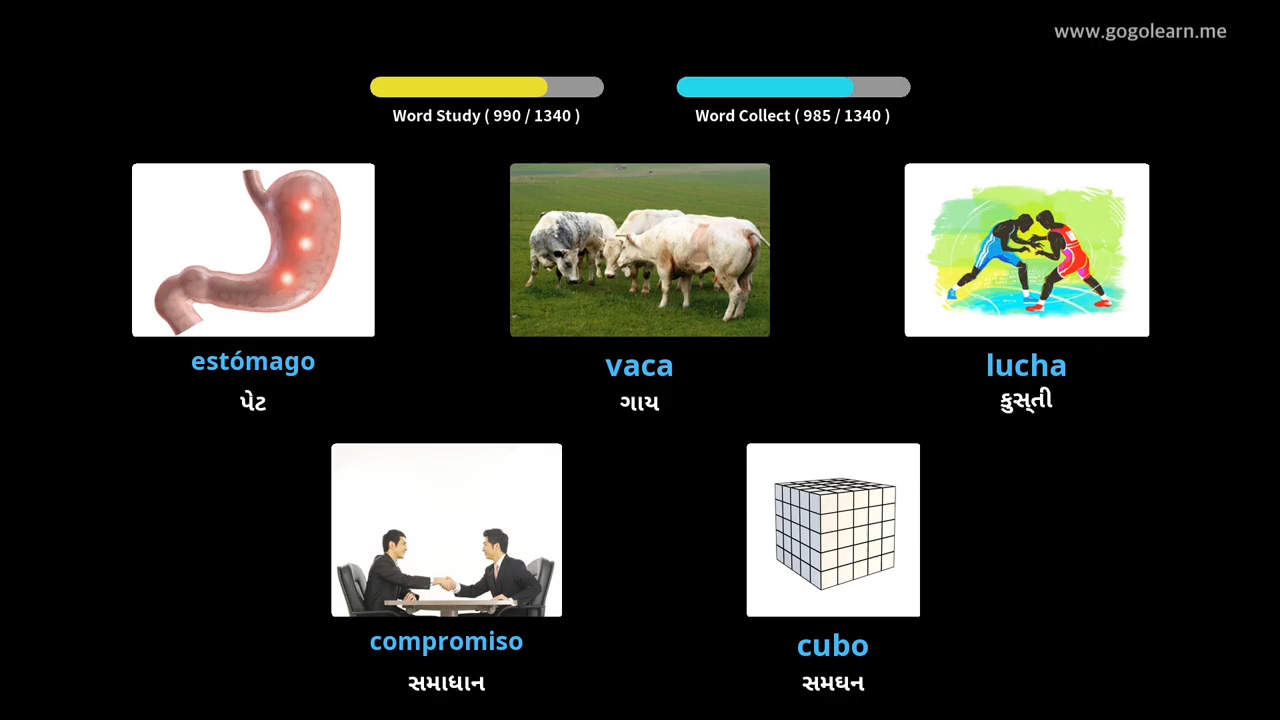 www.gogolearn.me
Word Study ( 990 / 1340 )
Word Collect ( 985 / 1340 )
estómago
પેટ
vaca
ગાય
lucha
કુસ્તી
compromiso
સમાધાન
cubo
સમઘન